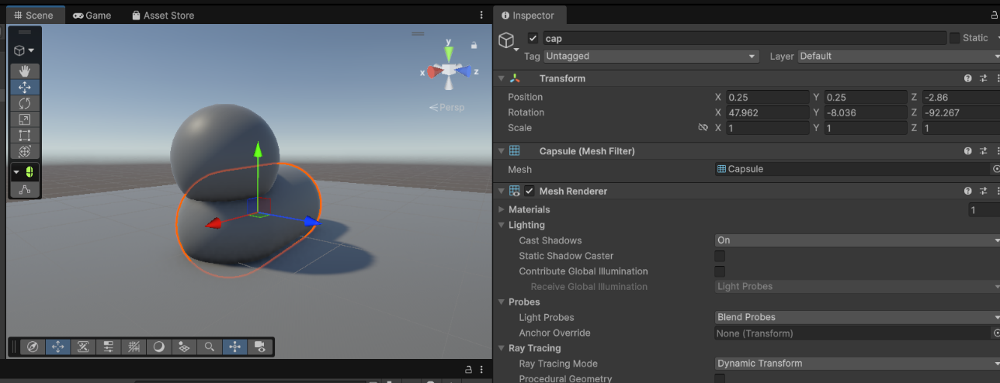 Scene Game Asset Store
y
x z
Persp
Inspector
cap Static
Tag Untagged Layer Default
Transform
Position X 0.25 Y 0.25 Z -2.86
Rotation X 47.962 Y -8.036 Z -92.267
Scale X 1 Y 1 Z 1
Capsule (Mesh Filter)
Mesh Capsule
Mesh Renderer
Materials 1
Lighting
Cast Shadows On
Static Shadow Caster
Contribute Global Illumination
Receive Global Illumination Light Probes
Probes
Light Probes Blend Probes
Anchor Override None (Transform)
Ray Tracing
Ray Tracing Mode Dynamic Transform
Procedural Geometry